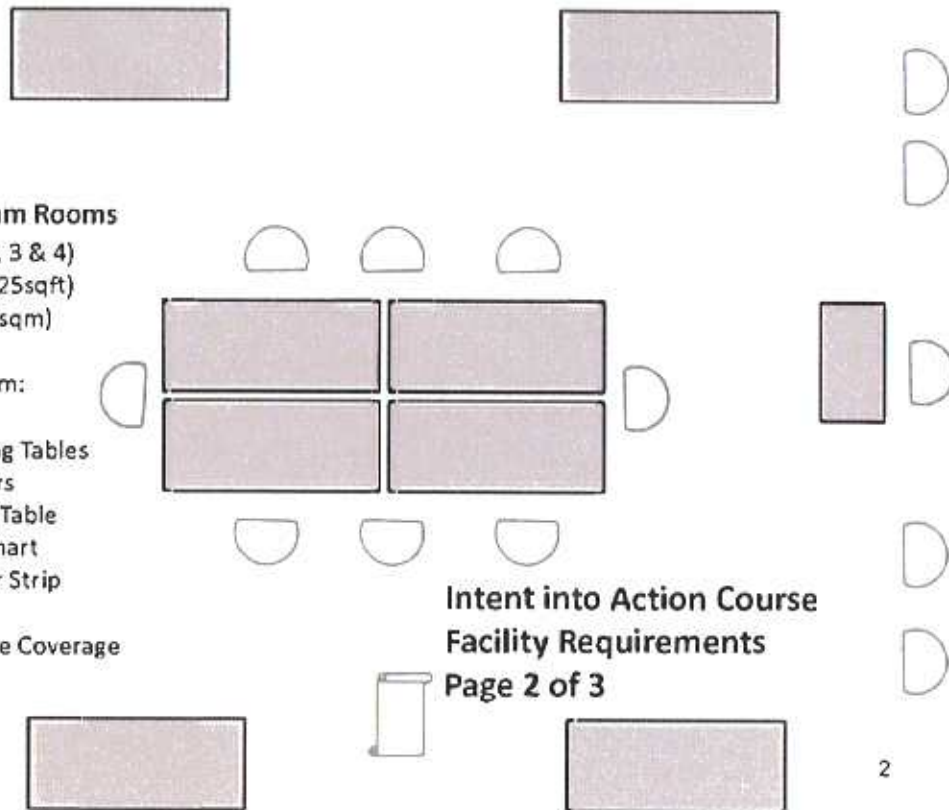 m Rooms
3 & 4)
25sqft)
sqm)
m:
g Tables
rs
Table
hart
r Strip
e Coverage
Intent into Action Course
Facility Requirements
Page 2 of 3
2